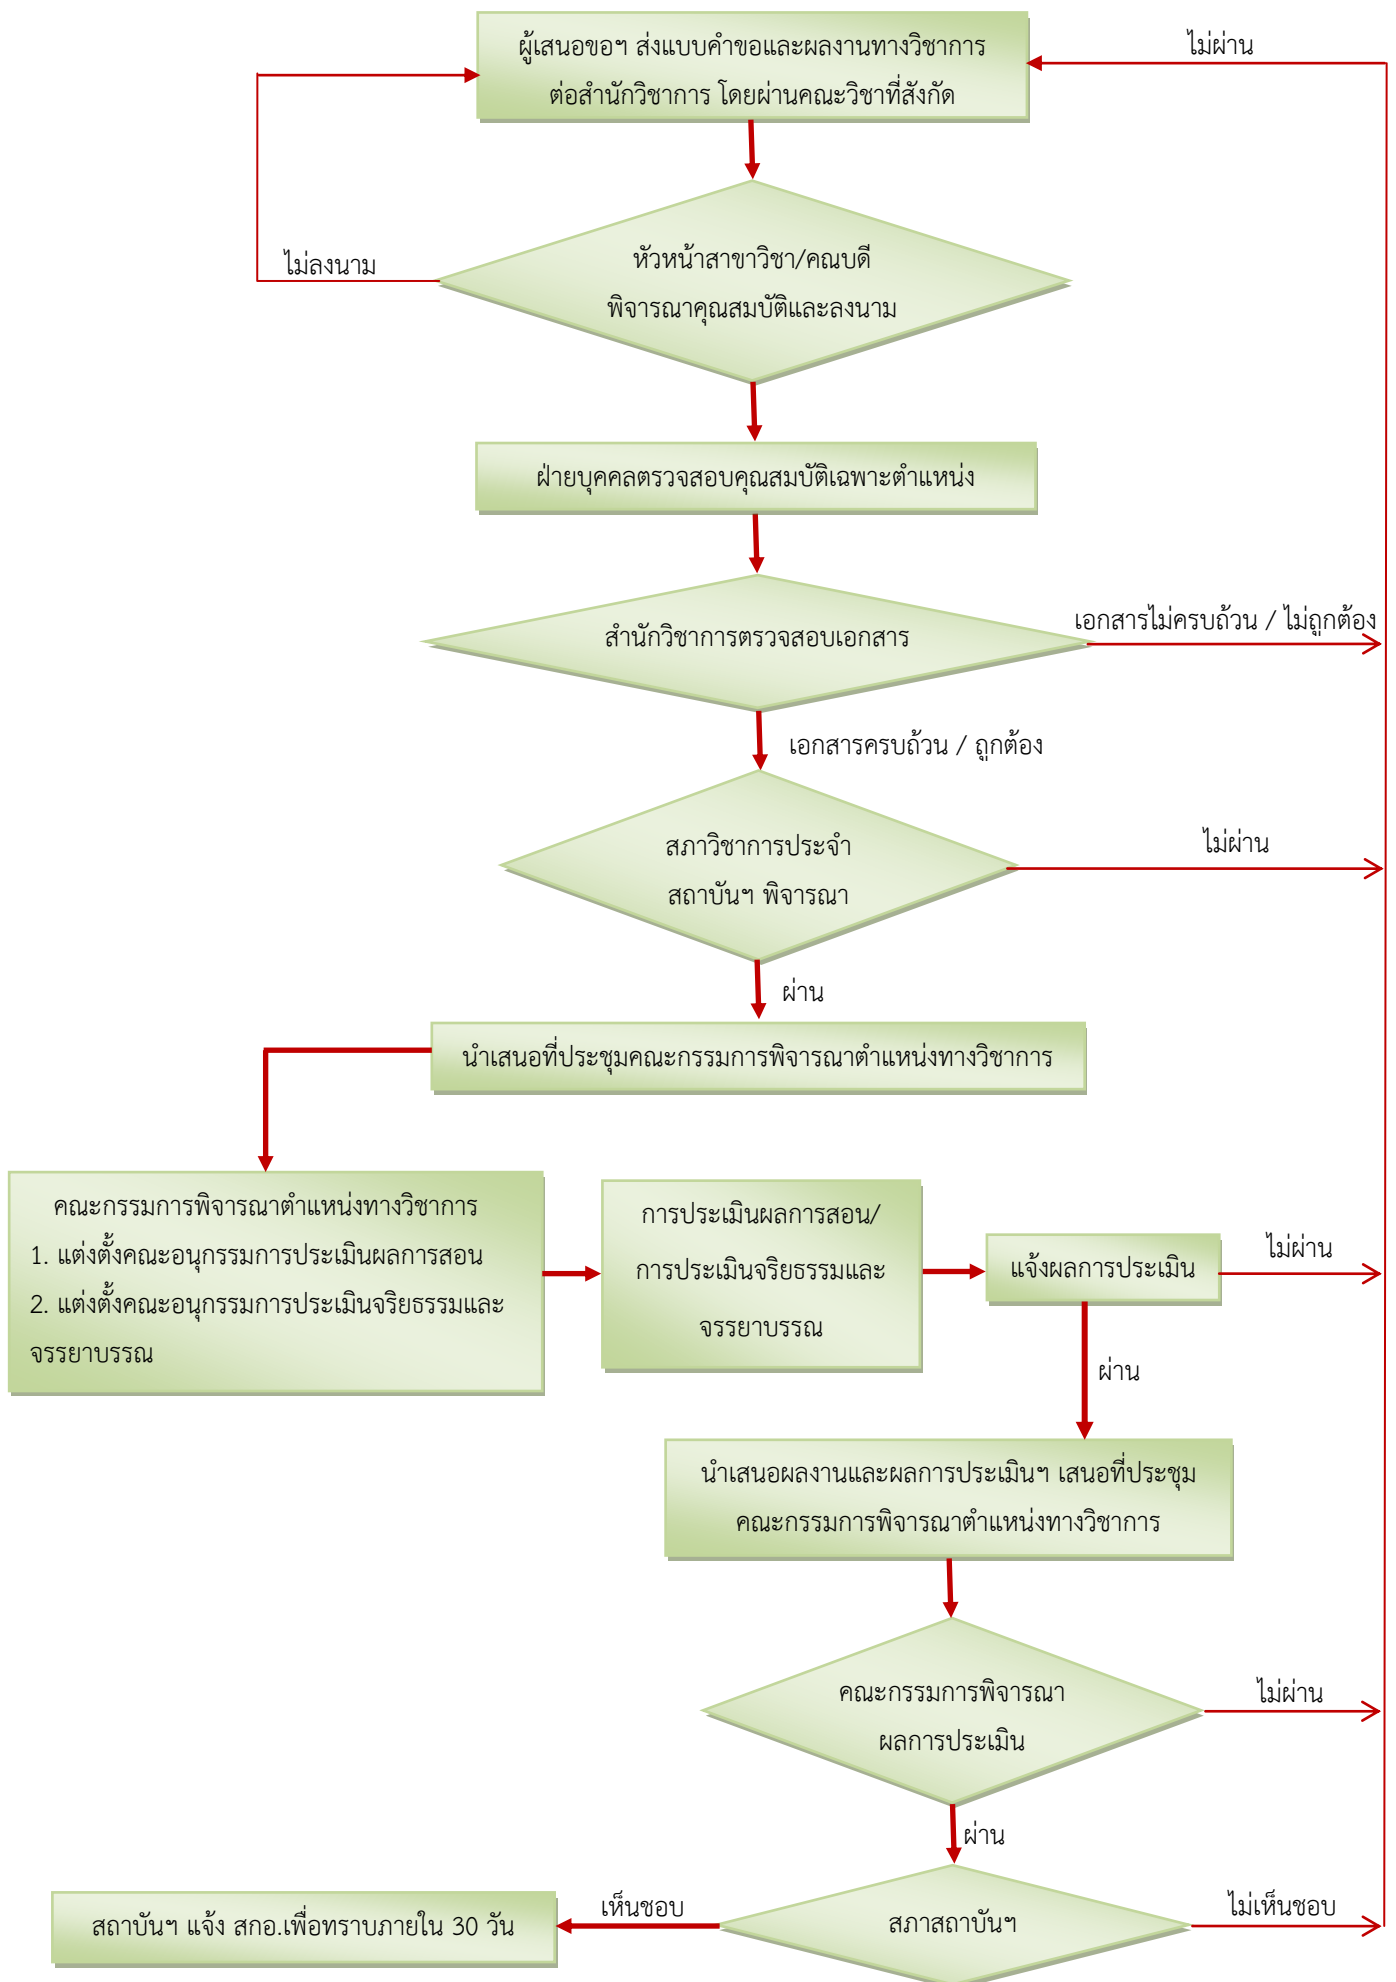 ผู้เสนอขอฯ ส่งแบบคำขอและผลงานทางวิชาการ
ต่อสำนักวิชาการ โดยผ่านคณะวิชาที่สังกัด
ไม่ผ่าน
ไม่ลงนาม
หัวหน้าสาขาวิชา/คณบดี
พิจารณาคุณสมบัติและลงนาม
ฝ่ายบุคคลตรวจสอบคุณสมบัติเฉพาะตำแหน่ง
สำนักวิชาการตรวจสอบเอกสาร
เอกสารไม่ครบถ้วน / ไม่ถูกต้อง
เอกสารครบถ้วน / ถูกต้อง
สภาวิชาการประจำ
สถาบันฯ พิจารณา
ไม่ผ่าน
ผ่าน
นำเสนอที่ประชุมคณะกรรมการพิจารณาตำแหน่งทางวิชาการ
คณะกรรมการพิจารณาตำแหน่งทางวิชาการ
1. แต่งตั้งคณะอนุกรรมการประเมินผลการสอน
2. แต่งตั้งคณะอนุกรรมการประเมินจริยธรรมและ
จรรยาบรรณ
การประเมินผลการสอน/
การประเมินจริยธรรมและ
จรรยาบรรณ
แจ้งผลการประเมิน
ไม่ผ่าน
ผ่าน
นำเสนอผลงานและผลการประเมินฯ เสนอที่ประชุม
คณะกรรมการพิจารณาตำแหน่งทางวิชาการ
คณะกรรมการพิจารณา
ผลการประเมิน
ไม่ผ่าน
ผ่าน
สถาบันฯ แจ้ง สกอ.เพื่อทราบภายใน 30 วัน
เห็นชอบ
สภาสถาบันฯ
ไม่เห็นชอบ